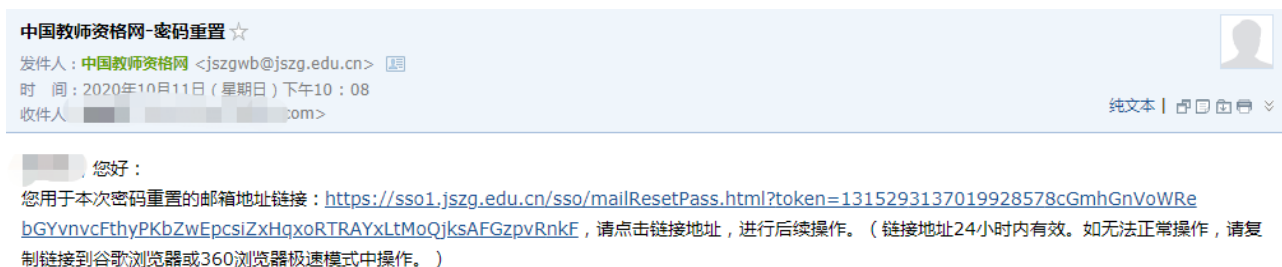 中国教师资格网-密码重置
发件人：中国教师资格网 <jszgwb@jszg.edu.cn>
时 间：2020年10月11日（星期日）下午10：08
收件人 com>
纯文本 |
您好：
您用于本次密码重置的邮箱地址链接：https://sso1.jszg.edu.cn/sso/mailResetPass.html?token=1315293137019928578cGmhGnVoWRe
bGYvnvcFthyPKbZwEpcsiZxHqxoRTRAYxLtMoQjksAFGzpvRnkF，请点击链接地址，进行后续操作。（链接地址24小时内有效。如无法正常操作，请复
制链接到谷歌浏览器或360浏览器极速模式中操作。）